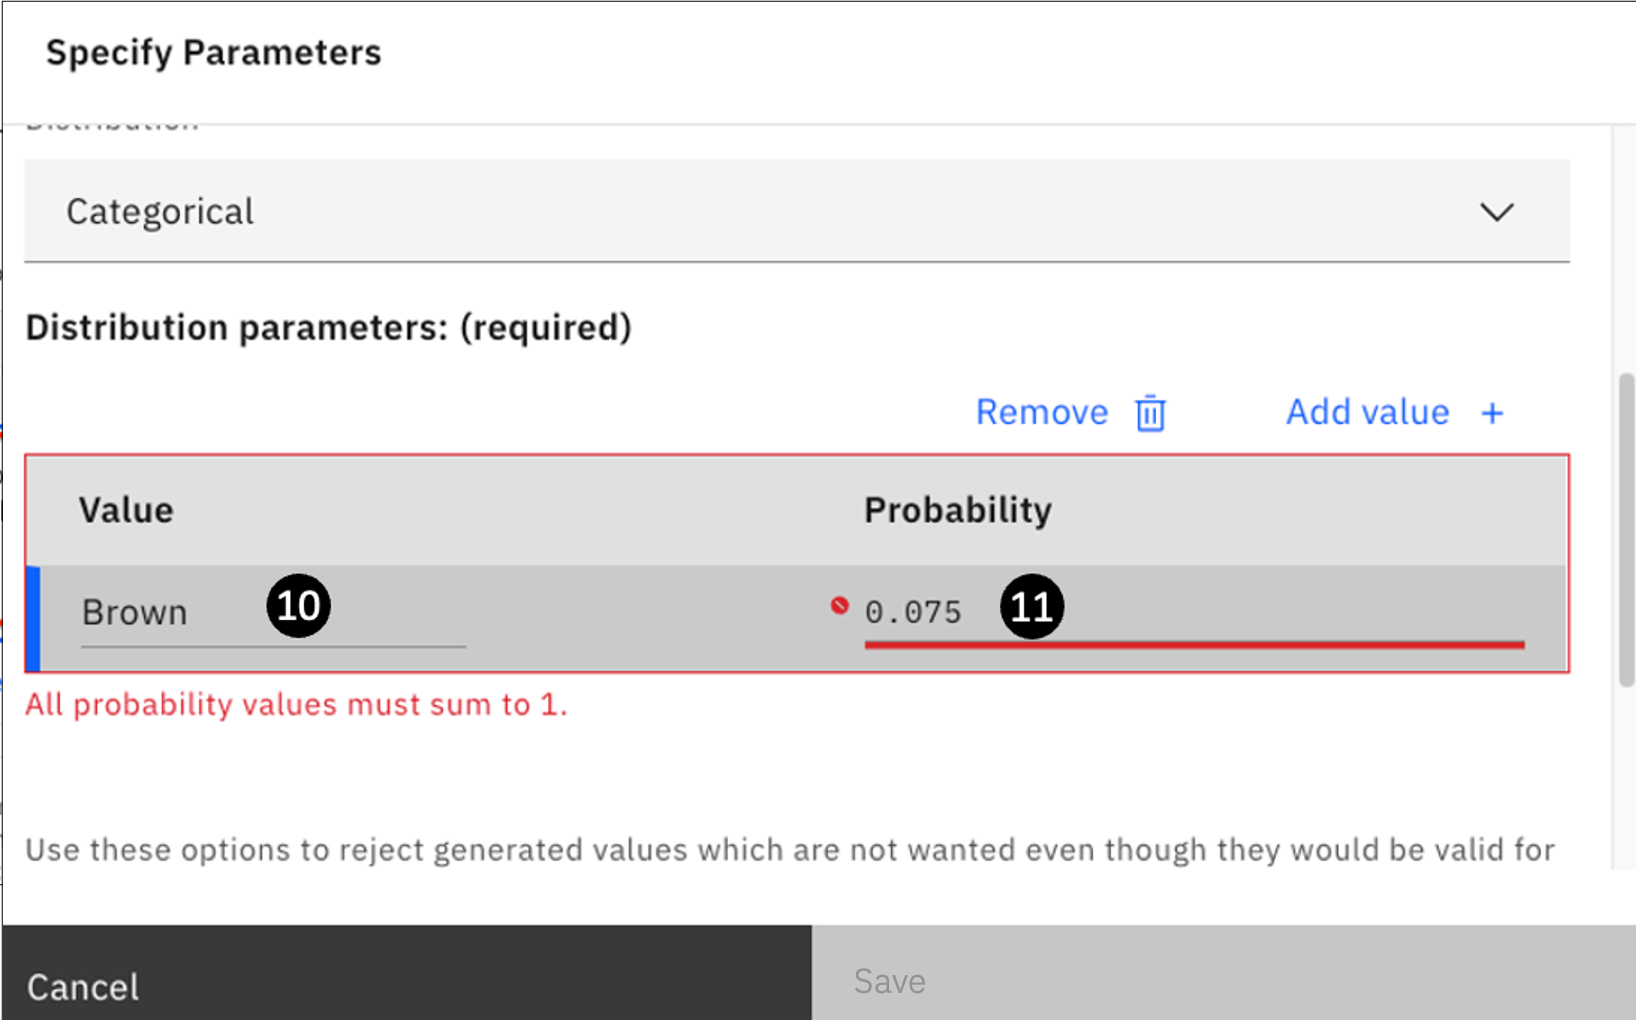 Specify Parameters
Distribution
Categorical
Distribution parameters: (required)
Remove Add value +
Value Probability
Brown 10 0.075 11
All probability values must sum to 1.
Use these options to reject generated values which are not wanted even though they would be valid for
Cancel Save